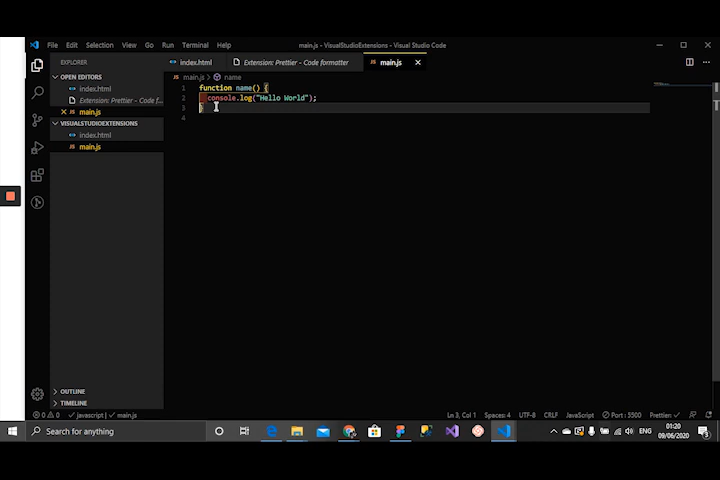 File Edit Selection View Go Run Terminal Help main.js - VisualStudioExtensions - Visual Studio Code
EXPLORER
index.html
Extension: Prettier - Code formatter
main.js
OPEN EDITORS
index.html
Extension: Prettier - Code f...
main.js
VISUALSTUDIOEXTENSIONS
index.html
main.js
OUTLINE
TIMELINE
main.js > name
1 function name() {
2 console.log("Hello World");
3 }
4
0 0 javascript | main.js Ln 3, Col 1 Spaces: 4 UTF-8 CRLF JavaScript Port : 5500 Prettier:
Search for anything
ENG
01:20
09/06/2020
3